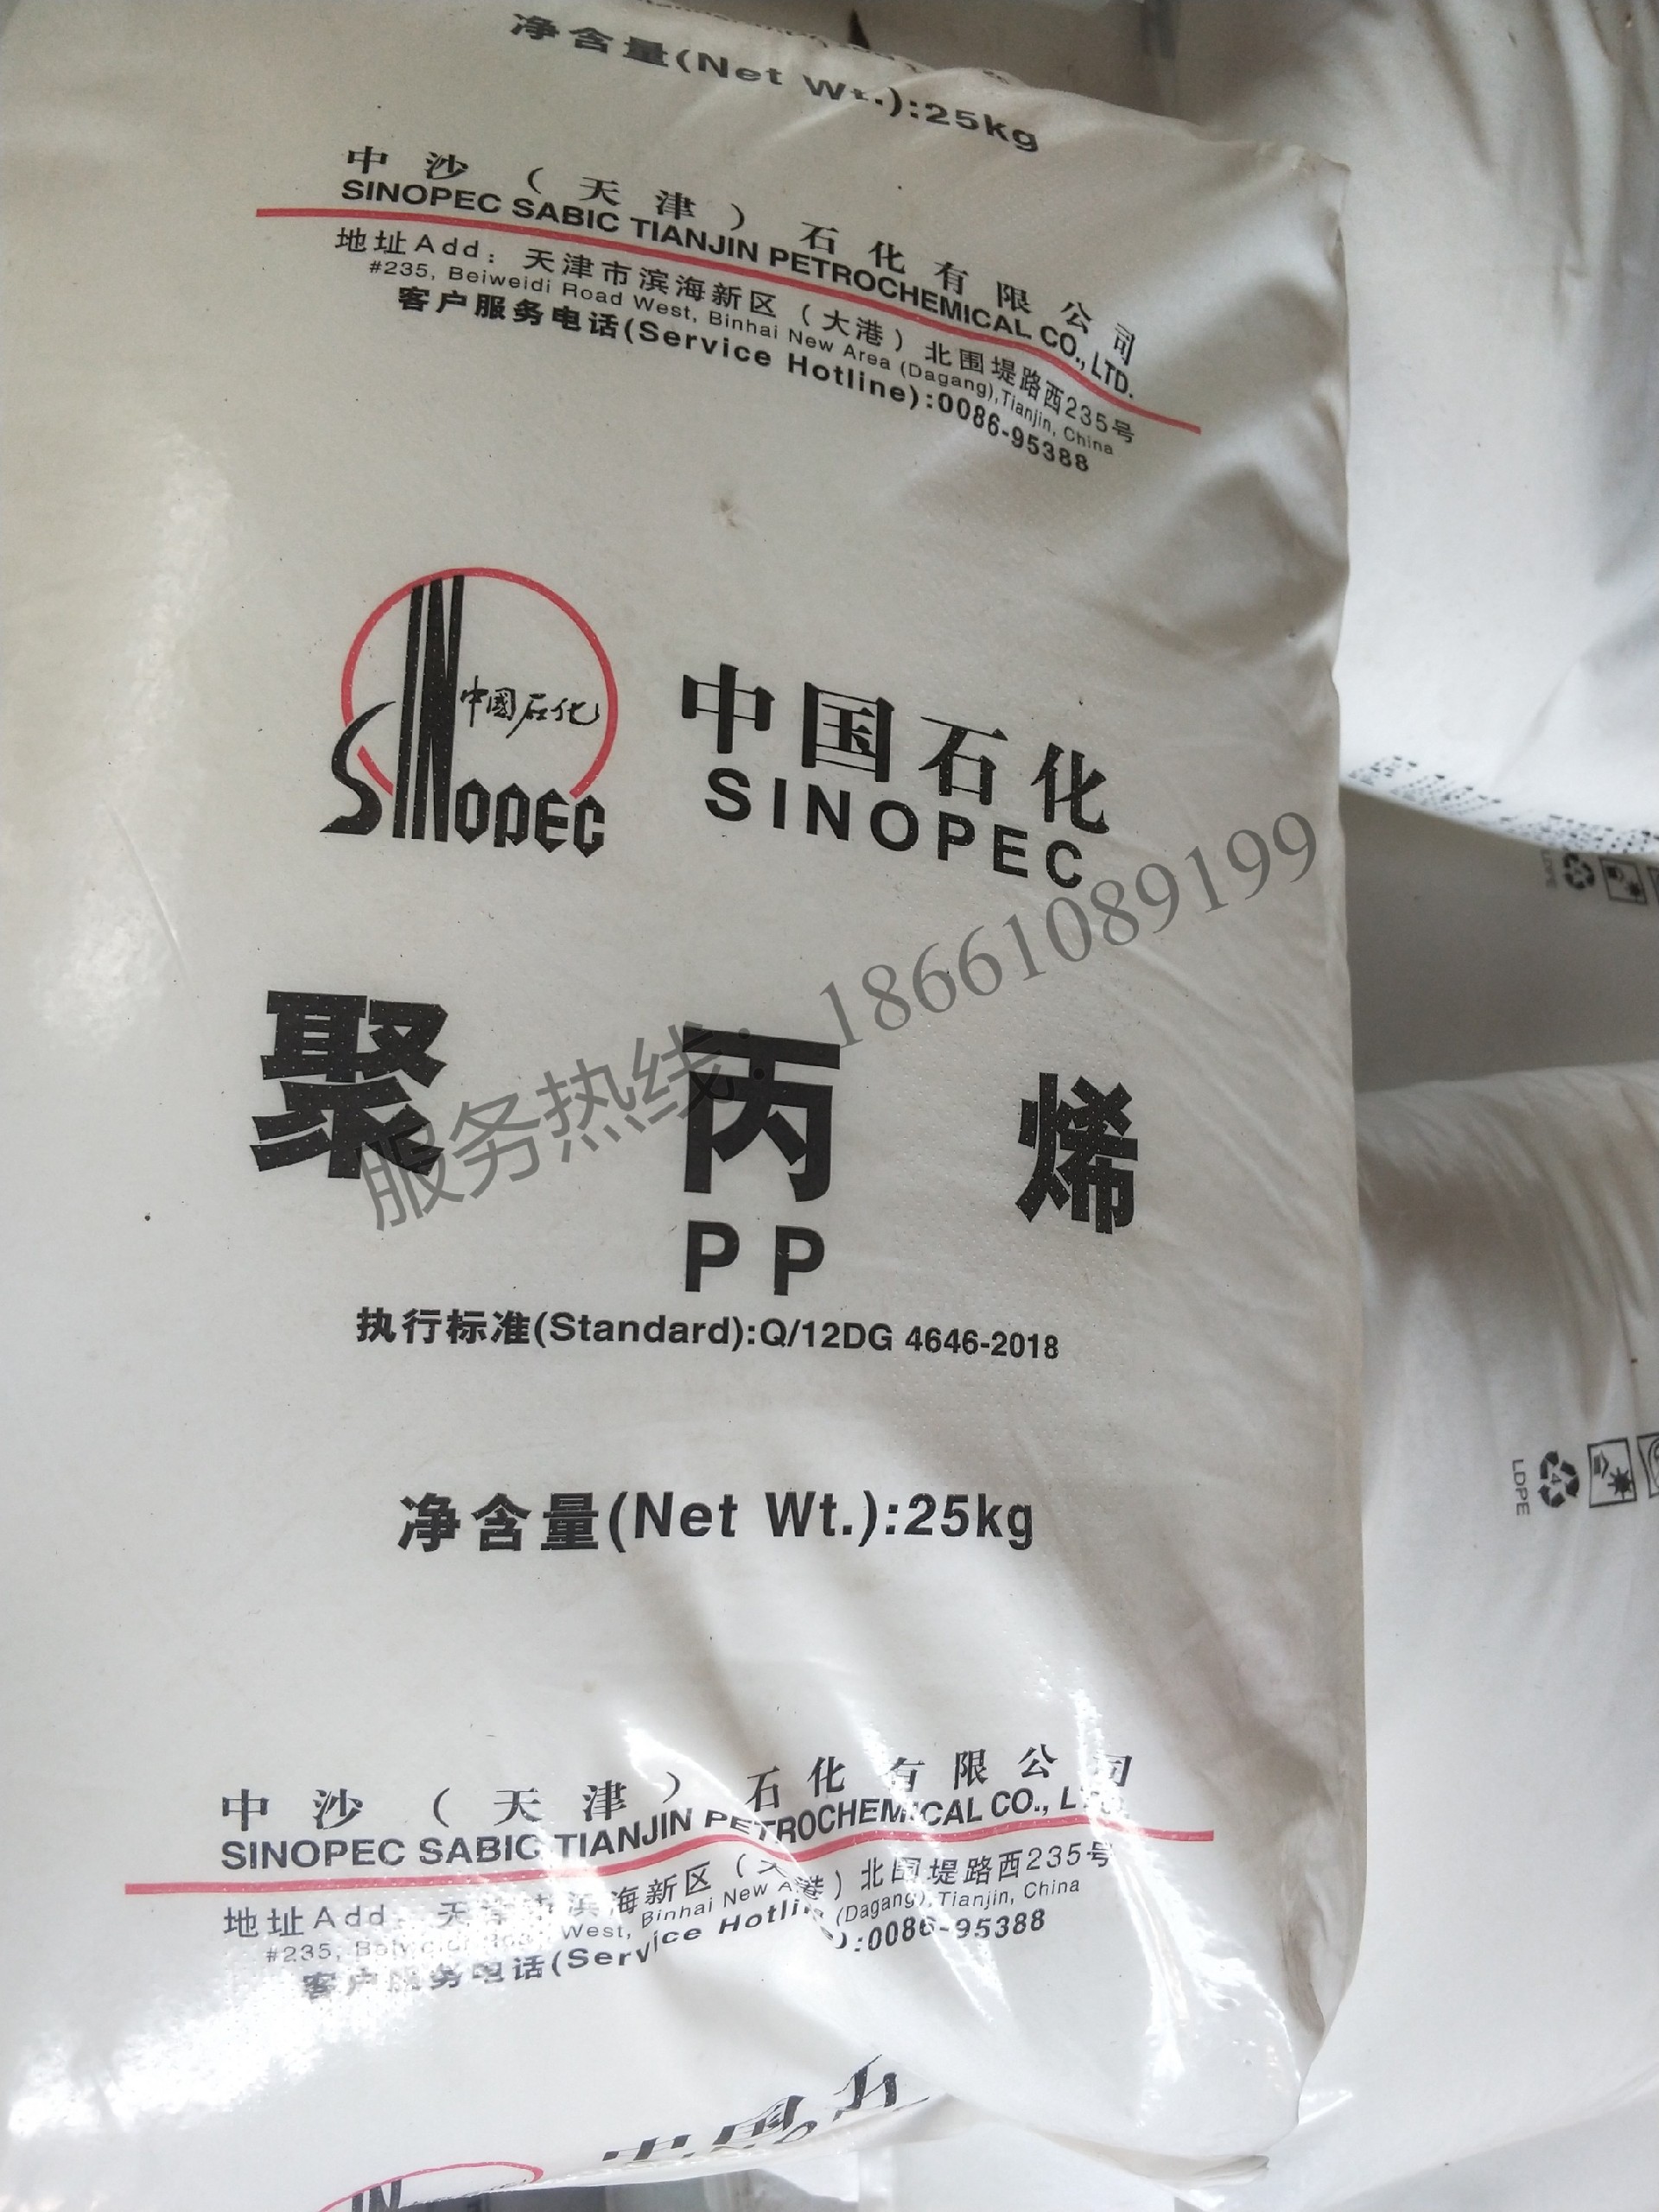 净含量(Net Wt.):25kg
中沙（天津）石化有限公司
SINOPEC SABIC TIANJIN PETROCHEMICAL CO., LTD.
地址Add：天津市滨海新区（大港）北围堤路西235号
#235, Beiweidi Road West, Binhai New Area (Dagang),Tianjin, China
客户服务电话(Service Hotline):0086-95388
中國石化
SINOPEC
中国石化
SINOPEC
服务热线：18661089199
聚丙烯
PP
执行标准(Standard):Q/12DG 4646-2018
净含量(Net Wt.):25kg
中沙（天津）石化有限公司
SINOPEC SABIC TIANJIN PETROCHEMICAL CO., LTD.
地址Add：天津市滨海新区（大港）北围堤路西235号
#235, Road West, Binhai New (Dagang),Tianjin, China
客户服务电话(Service Hotline):0086-95388
LDPE
4
LDPE